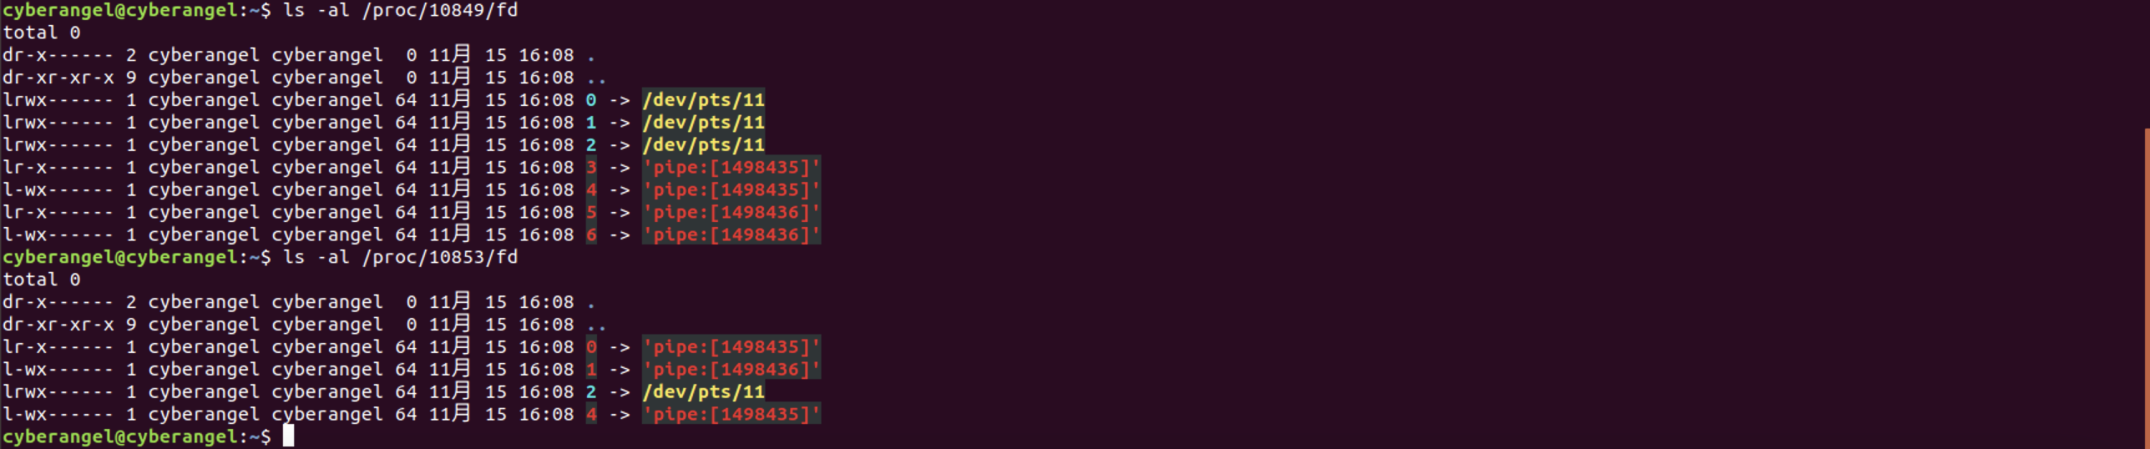 cyberangel@cyberangel:~$ ls -al /proc/10849/fd
total 0
dr-x------ 2 cyberangel cyberangel  0 11月 15 16:08 .
dr-xr-xr-x 9 cyberangel cyberangel  0 11月 15 16:08 ..
lrwx------ 1 cyberangel cyberangel 64 11月 15 16:08 0 -> /dev/pts/11
lrwx------ 1 cyberangel cyberangel 64 11月 15 16:08 1 -> /dev/pts/11
lrwx------ 1 cyberangel cyberangel 64 11月 15 16:08 2 -> /dev/pts/11
lr-x------ 1 cyberangel cyberangel 64 11月 15 16:08 3 -> 'pipe:[1498435]'
l-wx------ 1 cyberangel cyberangel 64 11月 15 16:08 4 -> 'pipe:[1498435]'
lr-x------ 1 cyberangel cyberangel 64 11月 15 16:08 5 -> 'pipe:[1498436]'
l-wx------ 1 cyberangel cyberangel 64 11月 15 16:08 6 -> 'pipe:[1498436]'
cyberangel@cyberangel:~$ ls -al /proc/10853/fd
total 0
dr-x------ 2 cyberangel cyberangel  0 11月 15 16:08 .
dr-xr-xr-x 9 cyberangel cyberangel  0 11月 15 16:08 ..
lr-x------ 1 cyberangel cyberangel 64 11月 15 16:08 0 -> 'pipe:[1498435]'
l-wx------ 1 cyberangel cyberangel 64 11月 15 16:08 1 -> 'pipe:[1498436]'
lrwx------ 1 cyberangel cyberangel 64 11月 15 16:08 2 -> /dev/pts/11
l-wx------ 1 cyberangel cyberangel 64 11月 15 16:08 4 -> 'pipe:[1498435]'
cyberangel@cyberangel:~$